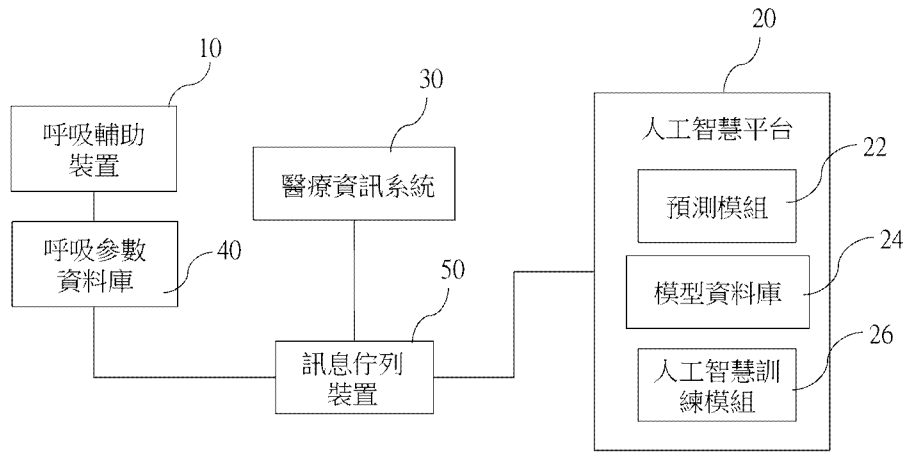 10
呼吸輔助
裝置
呼吸參數
資料庫
40
30
醫療資訊系統
50
訊息佇列
裝置
20
人工智慧平台
22
預測模組
24
模型資料庫
26
人工智慧訓
練模組